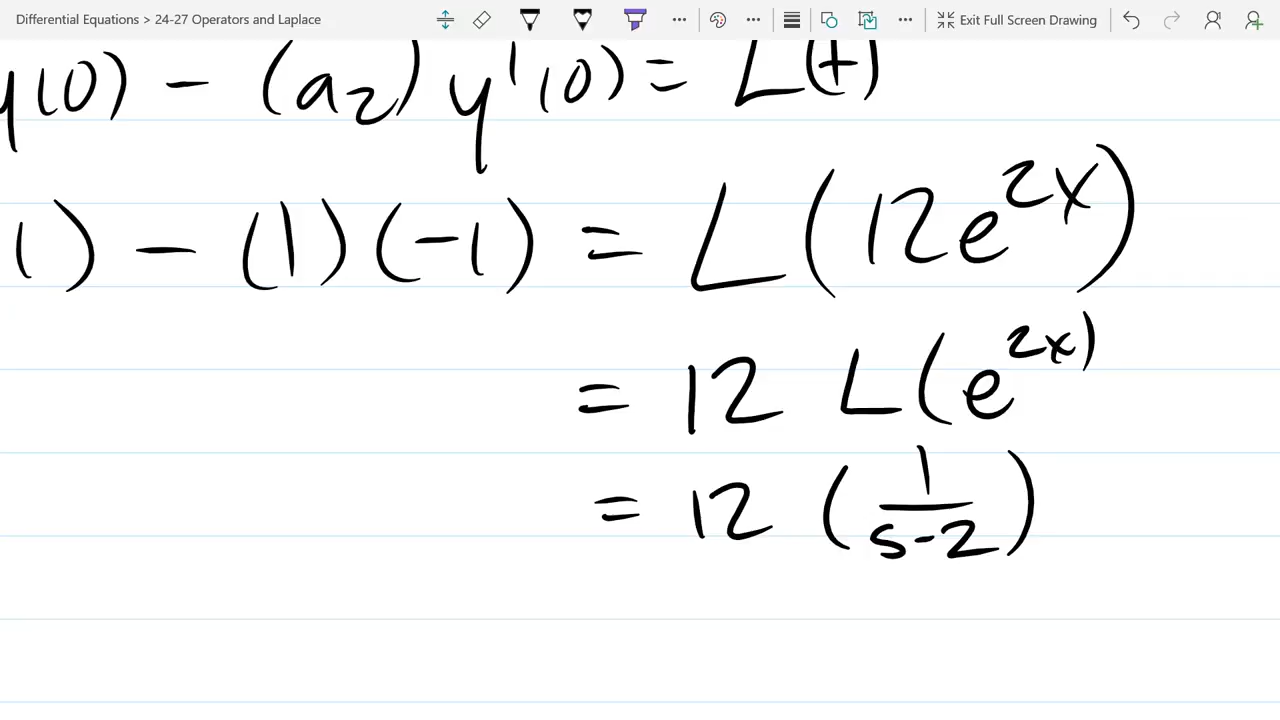 Differential Equations > 24-27 Operators and Laplace
Exit Full Screen Drawing
y(0) - (a₂) y'(0) = L(f)
1) - (1)(-1) = L(12e^{2x})
= 12 L(e^{2x})
= 12 (1/(s-2))